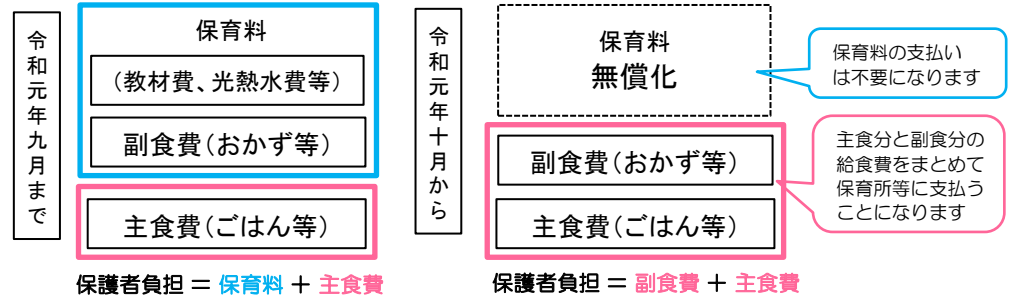 令和元年九月まで
保育料
(教材費、光熱水費等)
副食費(おかず等)
主食費(ごはん等)
保護者負担 = 保育料 + 主食費
令和元年十月から
保育料
無償化
副食費(おかず等)
主食費(ごはん等)
保護者負担 = 副食費 + 主食費
保育料の支払い
は不要になります
主食分と副食分の
給食費をまとめて
保育所等に支払う
ことになります